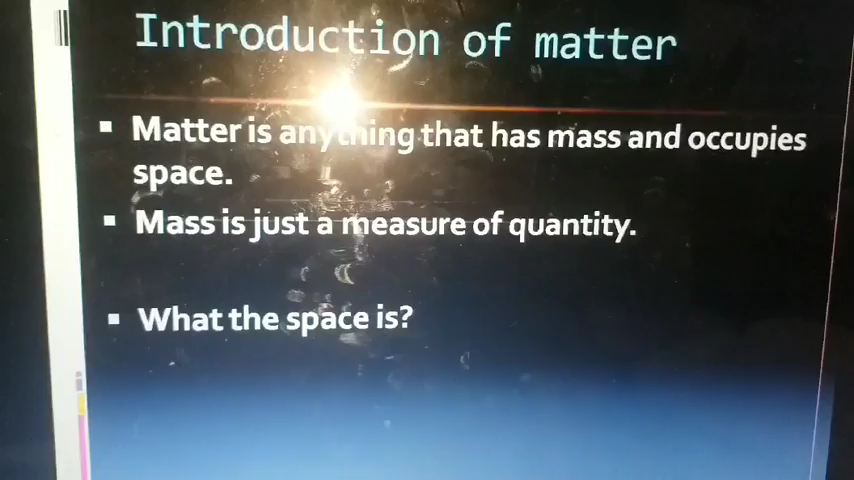 Introduction of matter
Matter is anything that has mass and occupies
space.
Mass is just a measure of quantity.
What the space is?